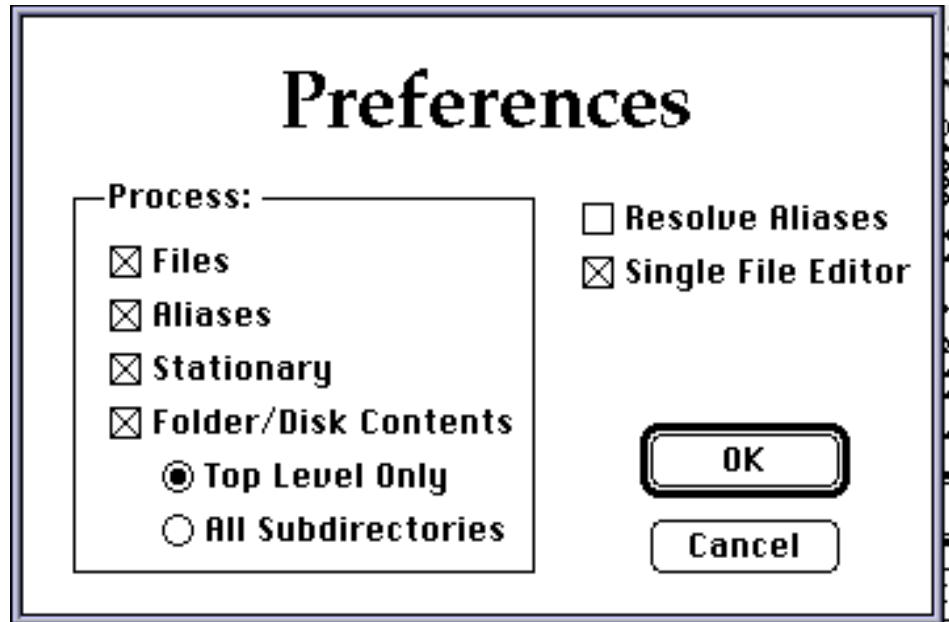 Preferences
Process:
Files
Aliases
Stationary
Folder/Disk Contents
Top Level Only
All Subdirectories
Resolve Aliases
Single File Editor
OK
Cancel